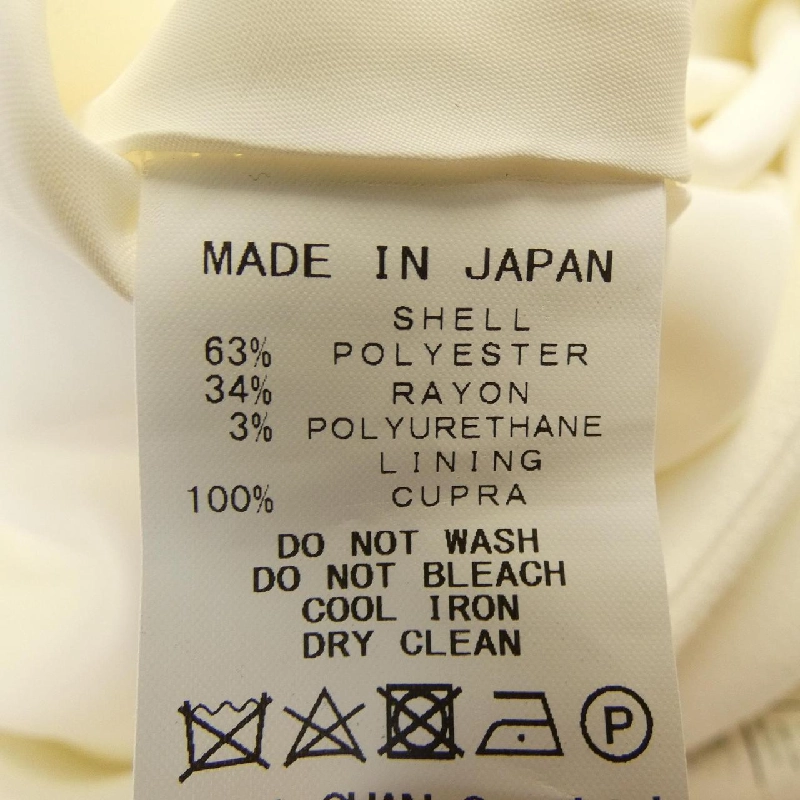 MADE IN JAPAN
SHELL
63% POLYESTER
34% RAYON
3% POLYURETHANE
LINING
100% CUPRA
DO NOT WASH
DO NOT BLEACH
COOL IRON
DRY CLEAN
P